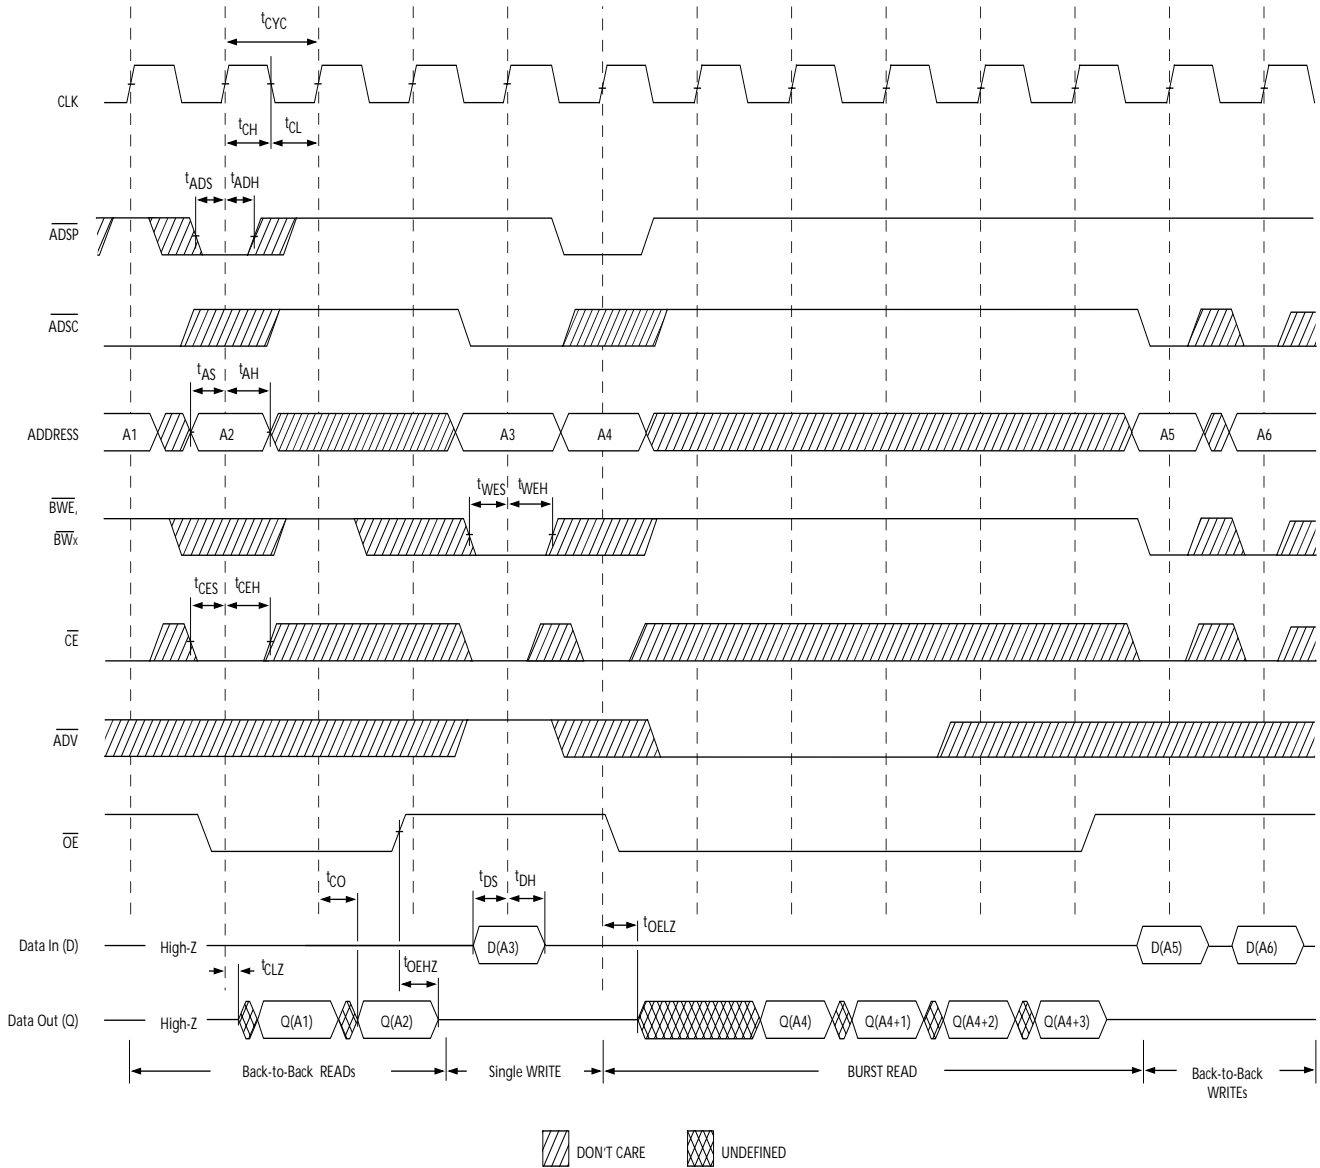 tCYC
CLK
tCH tCL
tADS tADH
ADSP
ADSC
tAS tAH
ADDRESS A1 A2 A3 A4 A5 A6
tWES tWEH
BWE,
BWx
tCES tCEH
CE
ADV
OE
tCO tDS tDH
tOELZ
Data In (D) High-Z D(A3) D(A5) D(A6)
tCLZ tOEHZ
Data Out (Q) High-Z Q(A1) Q(A2) Q(A4) Q(A4+1) Q(A4+2) Q(A4+3)
Back-to-Back READs Single WRITE BURST READ Back-to-Back
WRITEs
DON'T CARE UNDEFINED